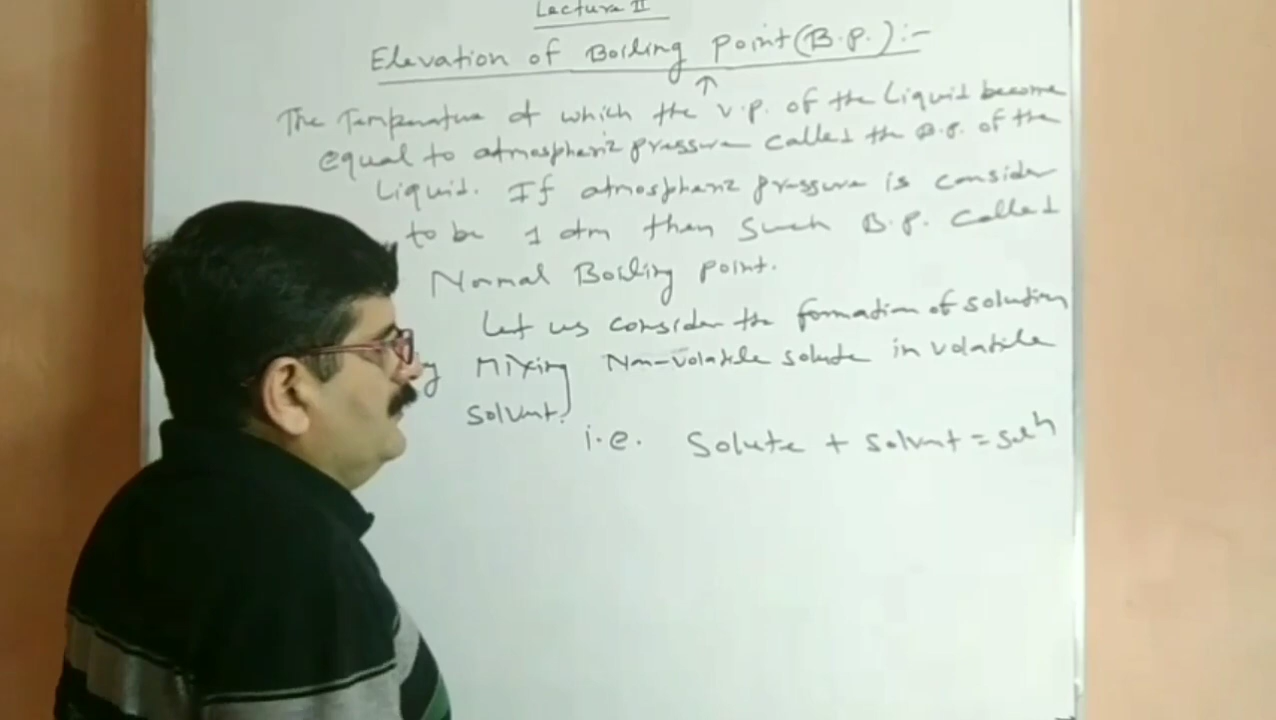 Lecture II
Elevation of Boiling Point (B.P.) :-
↑
The Temperature at which the v.p. of the Liquid become
equal to atmospheric pressure called the B.P. of the
Liquid. If atmospheric pressure is consider
to be 1 atm then such B.P. called
Normal Boiling point.
Let us consider the formation of solution
Mixing Non-volatile solute in volatile
solvent.
i.e. Solute + Solvent = Solⁿ